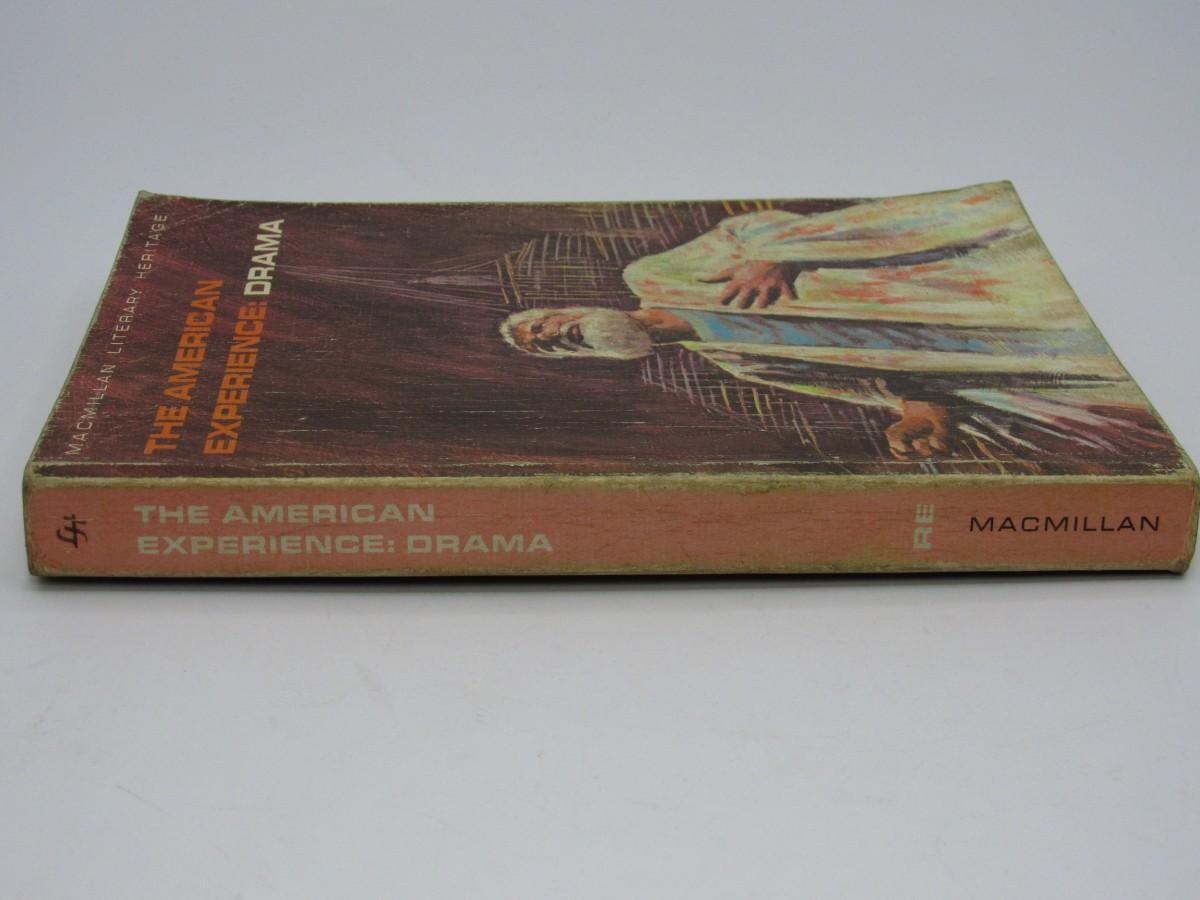 MACMILLAN LITERARY HERITAGE
THE AMERICAN
EXPERIENCE: DRAMA
THE AMERICAN
EXPERIENCE: DRAMA
RE
MACMILLAN